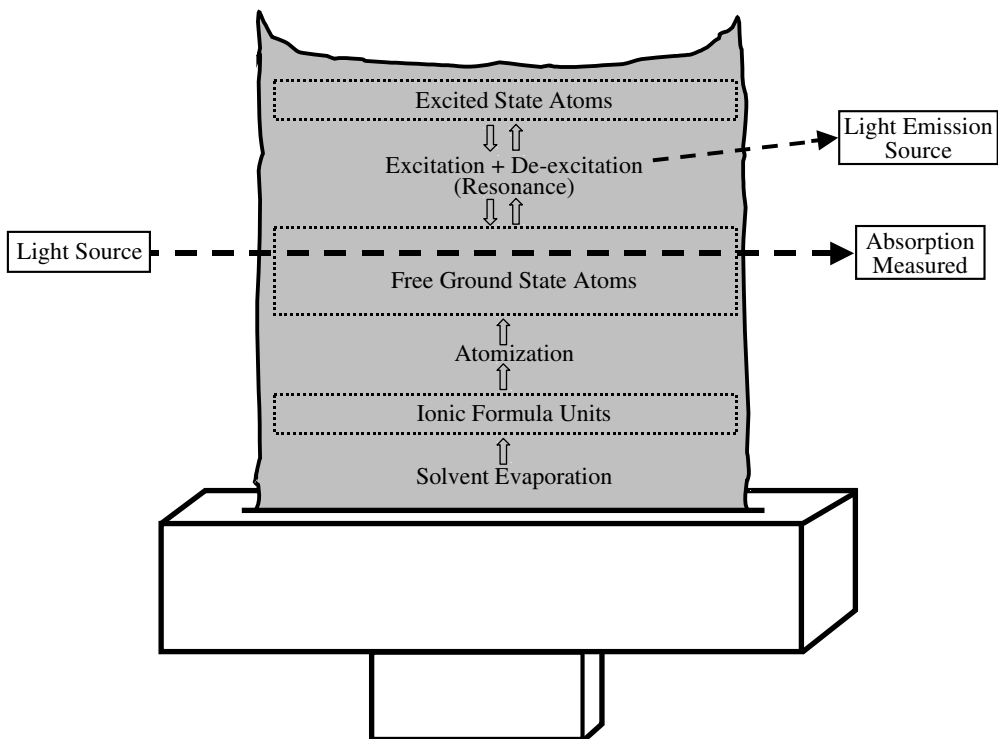 Excited State Atoms
Light Emission
Source
Excitation + De-excitation
(Resonance)
Light Source
Absorption
Measured
Free Ground State Atoms
Atomization
Ionic Formula Units
Solvent Evaporation